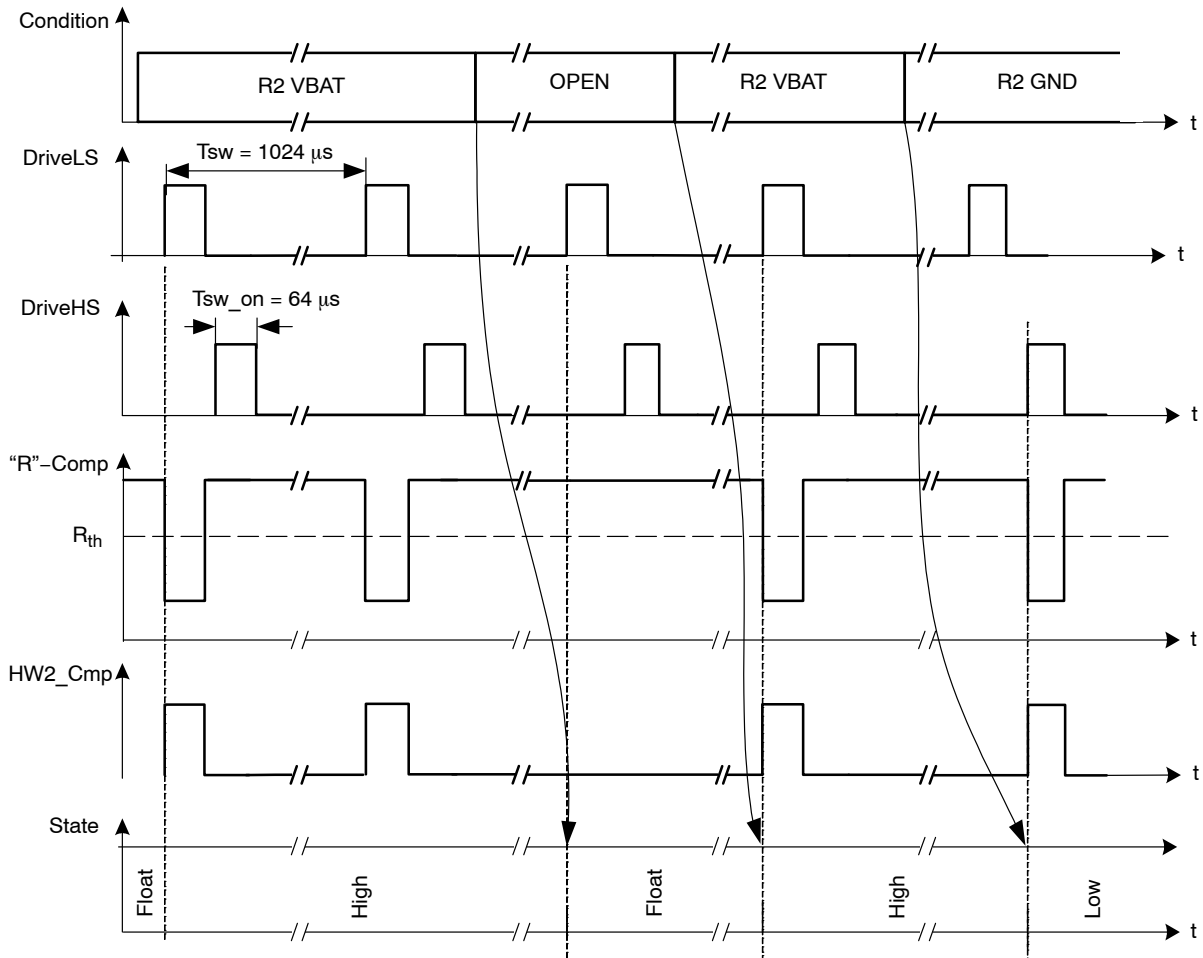 Condition
R2 VBAT
OPEN
R2 VBAT
R2 GND
t
DriveLS
Tsw = 1024 μs
t
DriveHS
Tsw_on = 64 μs
t
“R”−Comp
Rth
t
HW2_Cmp
t
State
Float
High
Float
High
Low
t